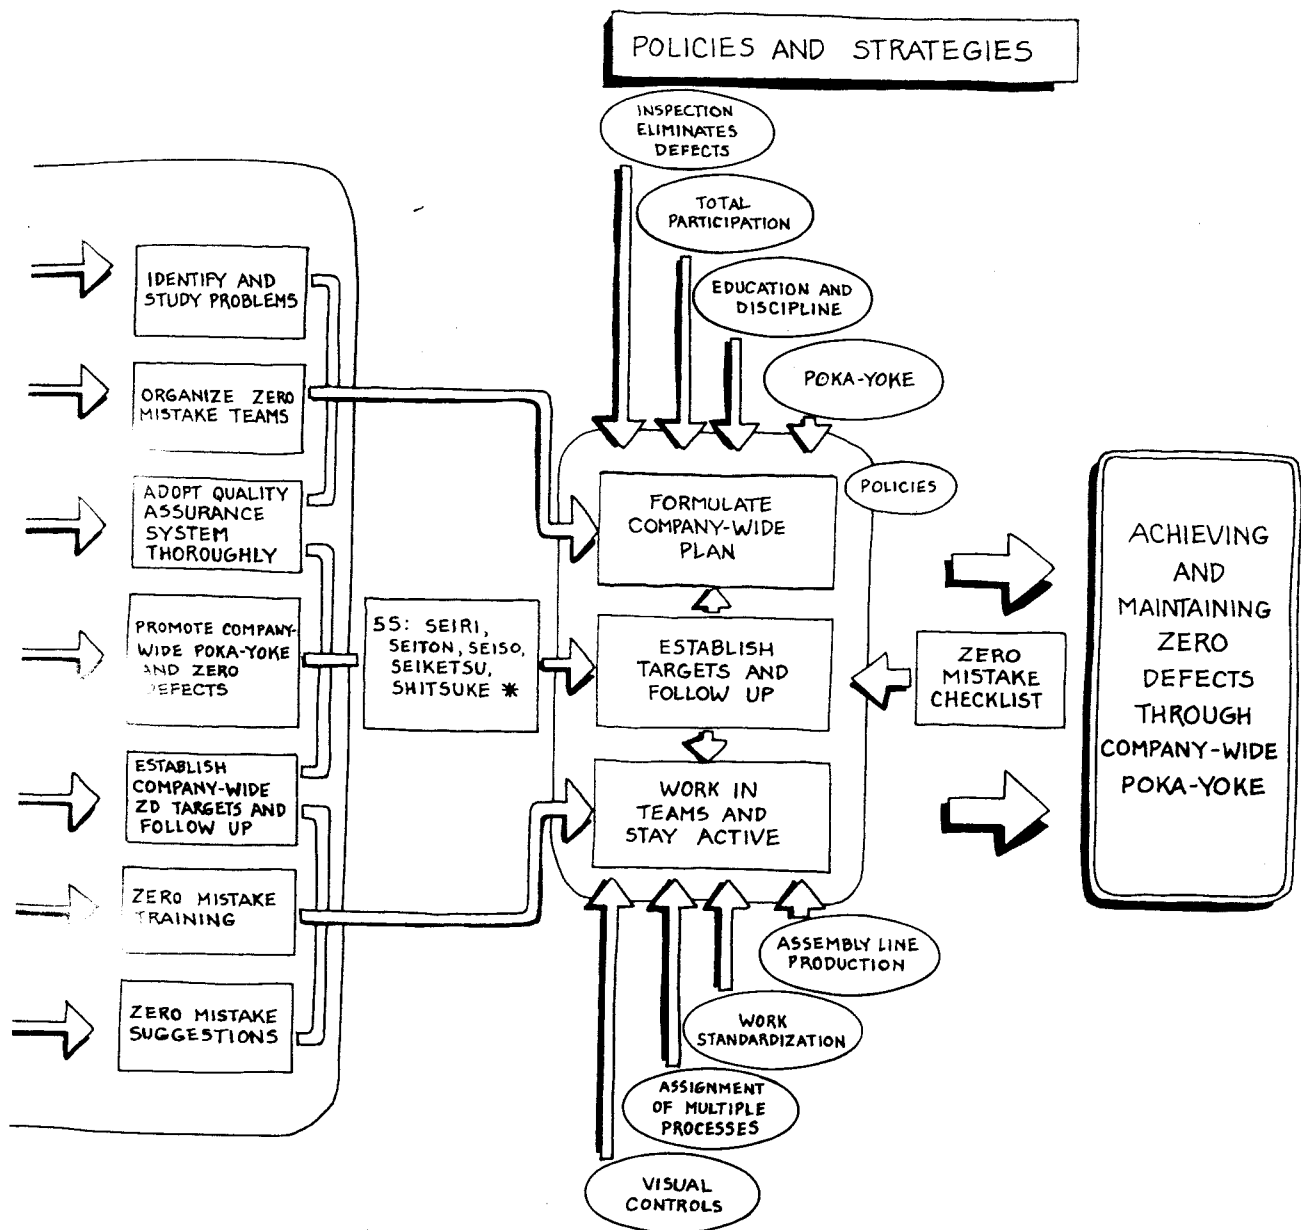 POLICIES AND STRATEGIES
INSPECTION
ELIMINATES
DEFECTS
TOTAL
PARTICIPATION
EDUCATION AND
DISCIPLINE
POKA-YOKE
POLICIES
IDENTIFY AND
STUDY PROBLEMS
ORGANIZE ZERO
MISTAKE TEAMS
ADOPT QUALITY
ASSURANCE
SYSTEM
THOROUGHLY
PROMOTE COMPANY-
WIDE POKA-YOKE
AND ZERO
DEFECTS
ESTABLISH
COMPANY-WIDE
ZD TARGETS AND
FOLLOW UP
ZERO MISTAKE
TRAINING
ZERO MISTAKE
SUGGESTIONS
5S: SEIRI,
SEITON, SEISO,
SEIKETSU,
SHITSUKE *
FORMULATE
COMPANY-WIDE
PLAN
ESTABLISH
TARGETS AND
FOLLOW UP
WORK IN
TEAMS AND
STAY ACTIVE
ZERO
MISTAKE
CHECKLIST
ACHIEVING
AND
MAINTAINING
ZERO
DEFECTS
THROUGH
COMPANY-WIDE
POKA-YOKE
ASSEMBLY LINE
PRODUCTION
WORK
STANDARDIZATION
ASSIGNMENT
OF MULTIPLE
PROCESSES
VISUAL
CONTROLS